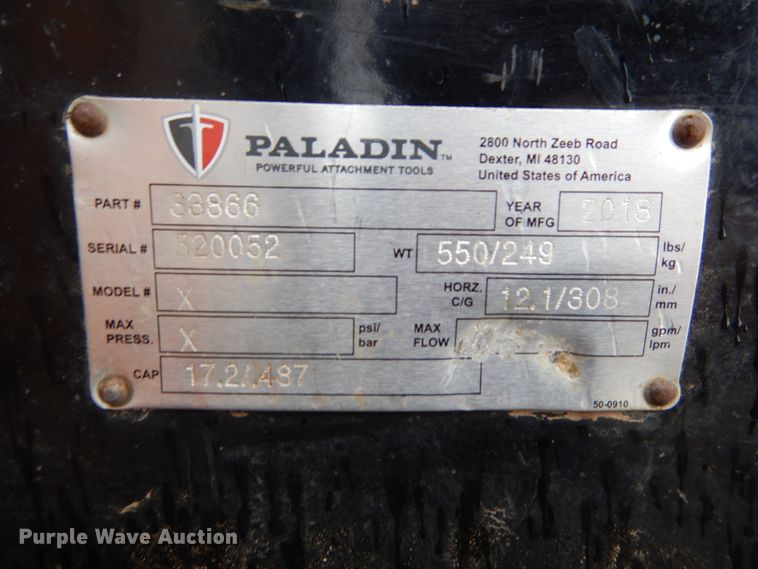 PALADIN™
POWERFUL ATTACHMENT TOOLS
2800 North Zeeb Road
Dexter, MI 48130
United States of America
PART # 33866 YEAR OF MFG 2018
SERIAL # 520052 WT 550/249 lbs/ kg
MODEL # X HORZ. C/G 12.1/308 in./ mm
MAX PRESS. X psi/ bar MAX FLOW gpm/ lpm
CAP 17.2/.487
50-0910
Purple Wave Auction